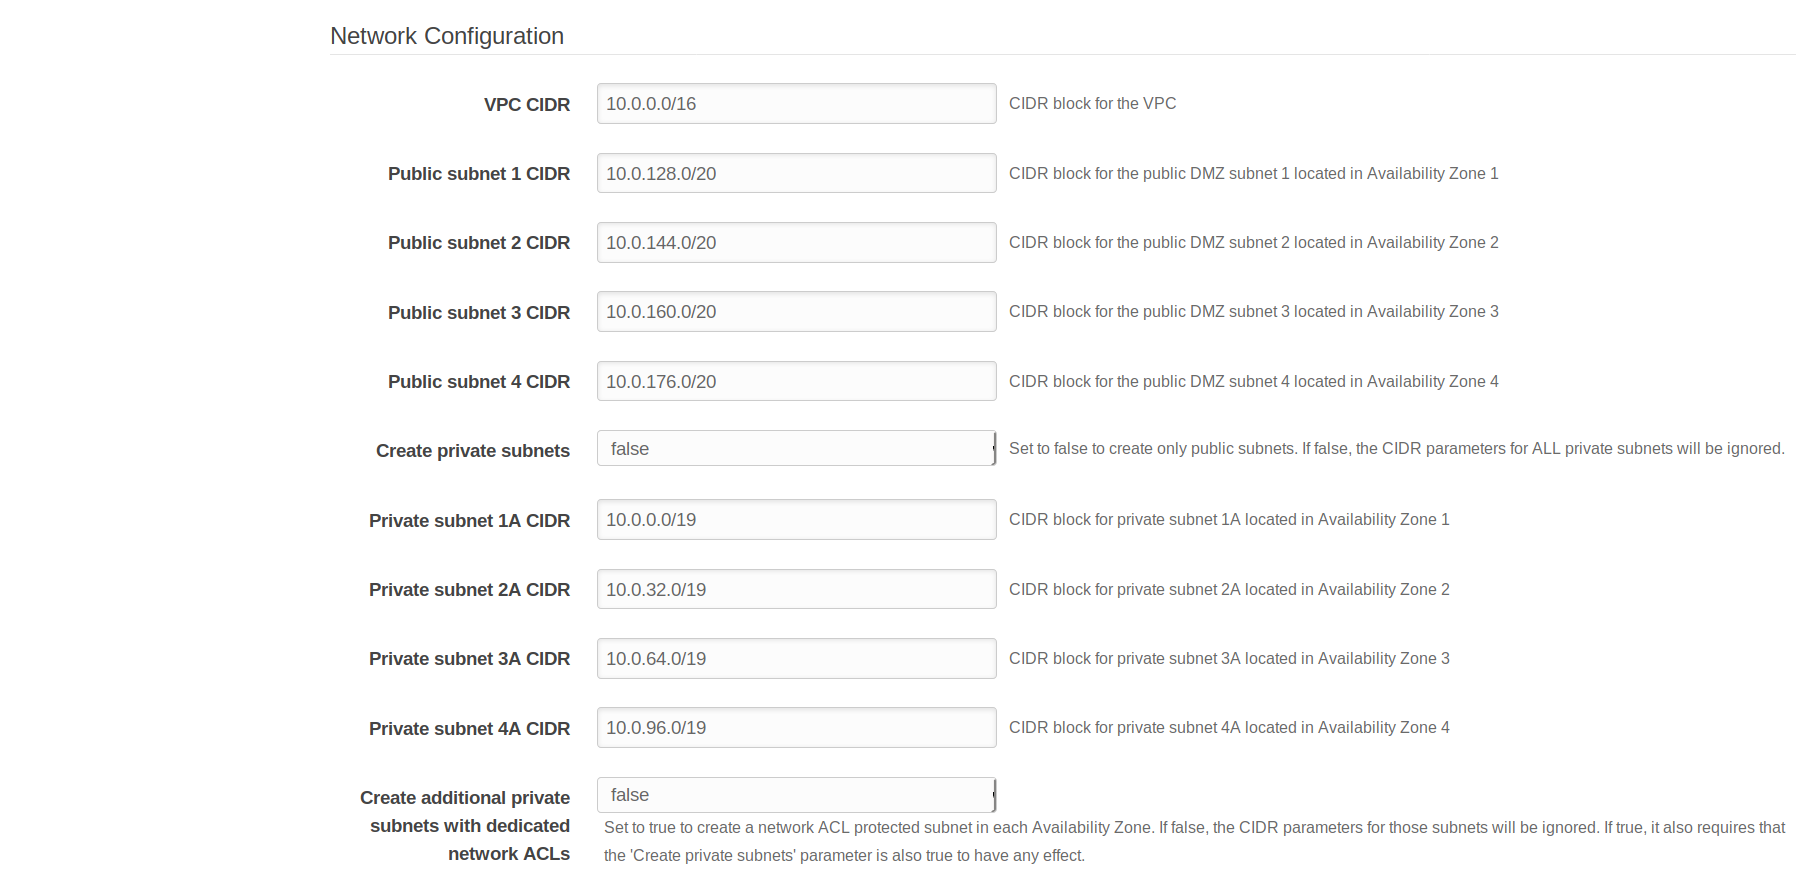 Network Configuration
VPC CIDR 10.0.0.0/16 CIDR block for the VPC
Public subnet 1 CIDR 10.0.128.0/20 CIDR block for the public DMZ subnet 1 located in Availability Zone 1
Public subnet 2 CIDR 10.0.144.0/20 CIDR block for the public DMZ subnet 2 located in Availability Zone 2
Public subnet 3 CIDR 10.0.160.0/20 CIDR block for the public DMZ subnet 3 located in Availability Zone 3
Public subnet 4 CIDR 10.0.176.0/20 CIDR block for the public DMZ subnet 4 located in Availability Zone 4
Create private subnets false Set to false to create only public subnets. If false, the CIDR parameters for ALL private subnets will be ignored.
Private subnet 1A CIDR 10.0.0.0/19 CIDR block for private subnet 1A located in Availability Zone 1
Private subnet 2A CIDR 10.0.32.0/19 CIDR block for private subnet 2A located in Availability Zone 2
Private subnet 3A CIDR 10.0.64.0/19 CIDR block for private subnet 3A located in Availability Zone 3
Private subnet 4A CIDR 10.0.96.0/19 CIDR block for private subnet 4A located in Availability Zone 4
Create additional private
subnets with dedicated
network ACLs
false
Set to true to create a network ACL protected subnet in each Availability Zone. If false, the CIDR parameters for those subnets will be ignored. If true, it also requires that
the 'Create private subnets' parameter is also true to have any effect.